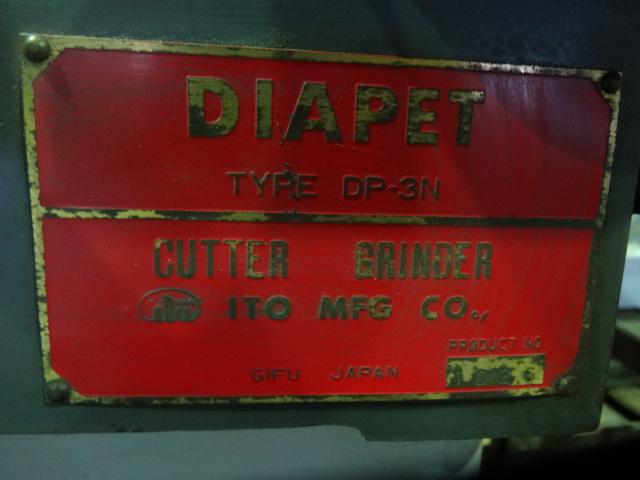 DIAPET
TYPE DP-3N
CUTTER GRINDER
ITO MFG CO.,
PRODUCT NO
GIFU JAPAN